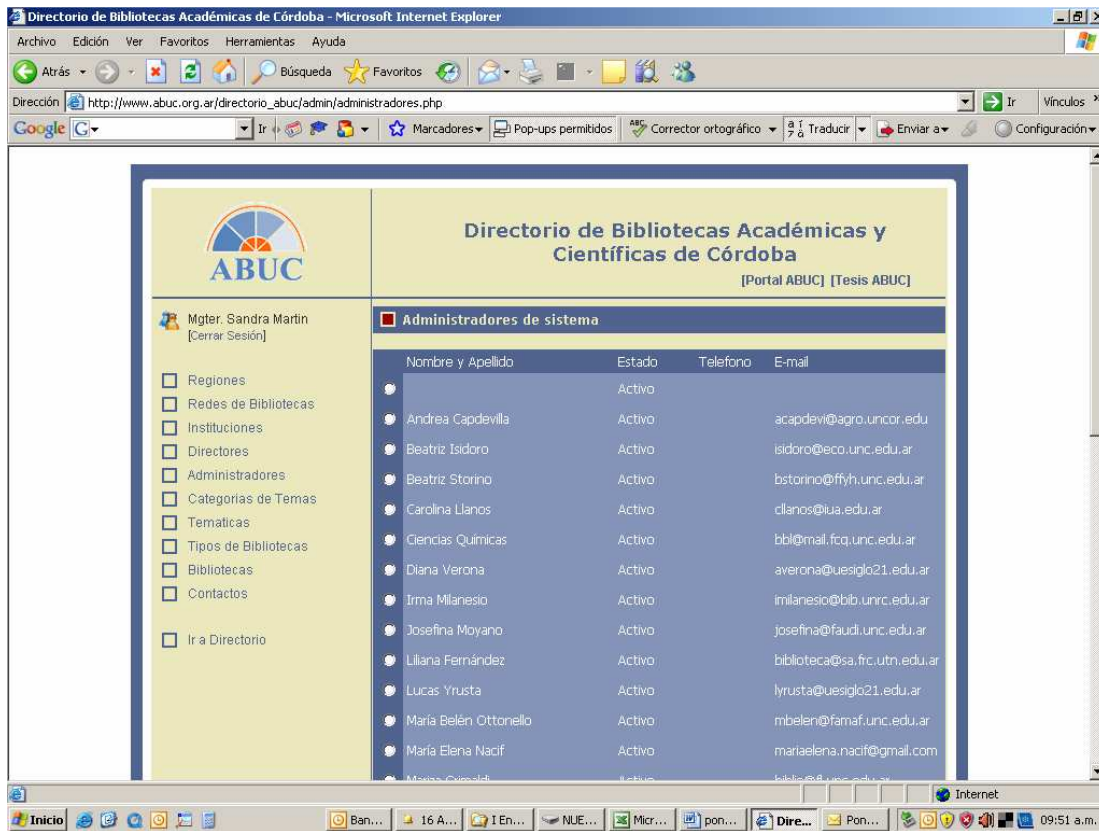 Directorio de Bibliotecas Académicas de Córdoba - Microsoft Internet Explorer
Archivo Edición Ver Favoritos Herramientas Ayuda
Atrás Búsqueda Favoritos
Dirección http://www.abuc.org.ar/directorio_abuc/admin/administradores.php Ir Vínculos »
Google G Ir Marcadores Pop-ups permitidos Corrector ortográfico Traducir Enviar a Configuración
ABUC
Directorio de Bibliotecas Académicas y
Científicas de Córdoba
[Portal ABUC] [Tesis ABUC]
Mgter. Sandra Martin
[Cerrar Sesión]
Regiones
Redes de Bibliotecas
Instituciones
Directores
Administradores
Categorias de Temas
Tematicas
Tipos de Bibliotecas
Bibliotecas
Contactos
Ir a Directorio
Administradores de sistema
Nombre y Apellido Estado Telefono E-mail
Activo
Andrea Capdevilla Activo acapdevi@agro.uncor.edu
Beatriz Isidoro Activo isidoro@eco.unc.edu.ar
Beatriz Storino Activo bstorino@ffyh.unc.edu.ar
Carolina Llanos Activo cllanos@iua.edu.ar
Ciencias Químicas Activo bbl@mail.fcq.unc.edu.ar
Diana Verona Activo averona@uesiglo21.edu.ar
Irma Milanesio Activo imilanesio@bib.unrc.edu.ar
Josefina Moyano Activo josefina@faudi.unc.edu.ar
Liliana Fernández Activo biblioteca@sa.frc.utn.edu.ar
Lucas Yrusta Activo lyrusta@uesiglo21.edu.ar
María Belén Ottonello Activo mbelen@famaf.unc.edu.ar
María Elena Nacif Activo mariaelena.nacif@gmail.com
Internet
Inicio Ban... 16 A... I En... NUE... Micr... pon... Dire... Pon... 09:51 a.m.